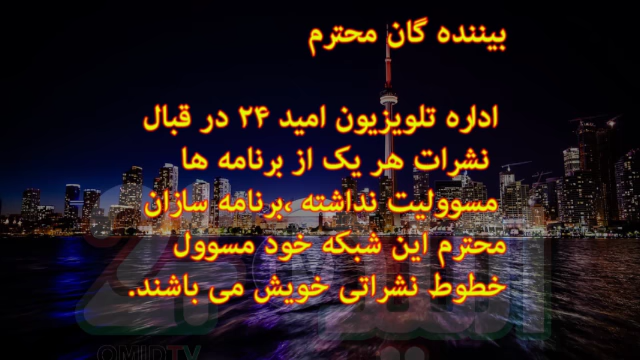 بیننده گان محترم
اداره تلویزیون امید ۲۴ در قبال
نشرات هر یک از برنامه ها
مسوولیت نداشته ،برنامه سازان
محترم این شبکه خود مسوول
خطوط نشراتی خویش می باشند.
امید
OMIDTV